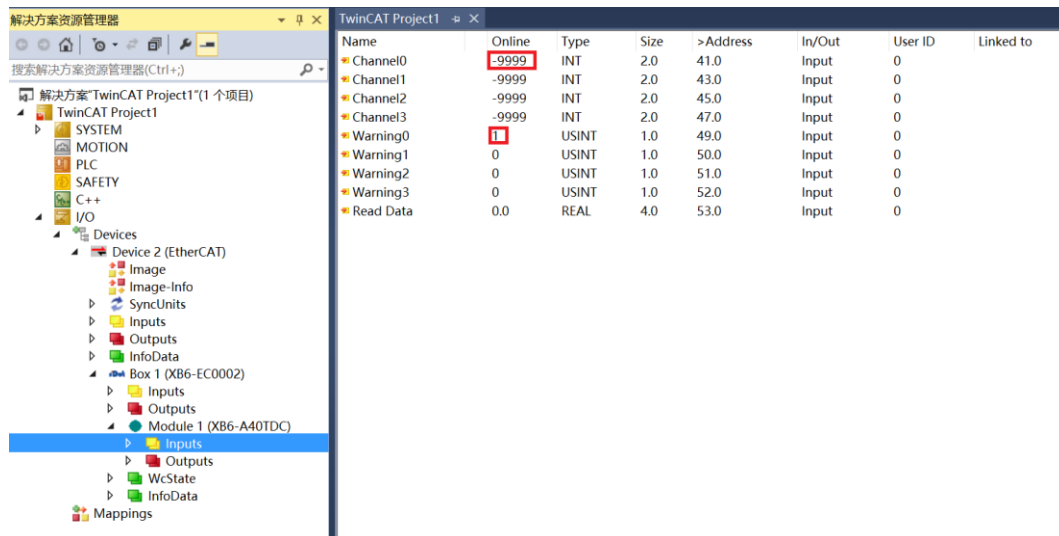 解决方案资源管理器
搜索解决方案资源管理器(Ctrl+;)
解决方案"TwinCAT Project1"(1 个项目)
TwinCAT Project1
SYSTEM
MOTION
PLC
SAFETY
C++
I/O
Devices
Device 2 (EtherCAT)
Image
Image-Info
SyncUnits
Inputs
Outputs
InfoData
Box 1 (XB6-EC0002)
Inputs
Outputs
Module 1 (XB6-A40TDC)
Inputs
Outputs
WcState
InfoData
Mappings
TwinCAT Project1
Name Online Type Size >Address In/Out User ID Linked to
Channel0 -9999 INT 2.0 41.0 Input 0
Channel1 -9999 INT 2.0 43.0 Input 0
Channel2 -9999 INT 2.0 45.0 Input 0
Channel3 -9999 INT 2.0 47.0 Input 0
Warning0 1 USINT 1.0 49.0 Input 0
Warning1 0 USINT 1.0 50.0 Input 0
Warning2 0 USINT 1.0 51.0 Input 0
Warning3 0 USINT 1.0 52.0 Input 0
Read Data 0.0 REAL 4.0 53.0 Input 0